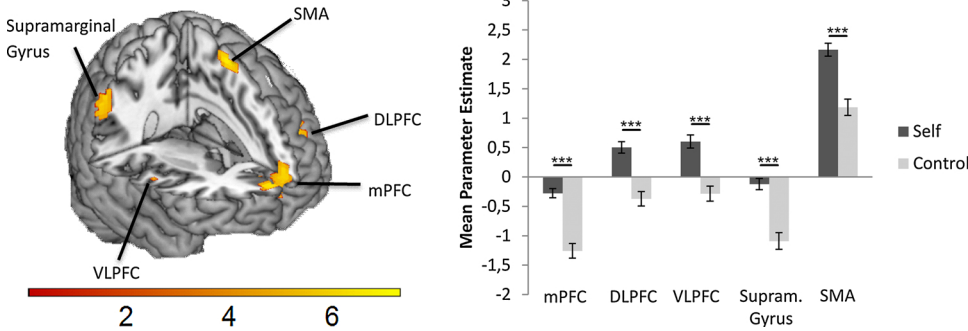 Supramarginal
Gyrus
SMA
DLPFC
mPFC
VLPFC
2 4 6
Mean Parameter Estimate
2,5
2
1,5
1
0,5
0
-0,5
-1
-1,5
-2
***
***
***
***
***
mPFC DLPFC VLPFC Supram. SMA
Gyrus
Self
Control